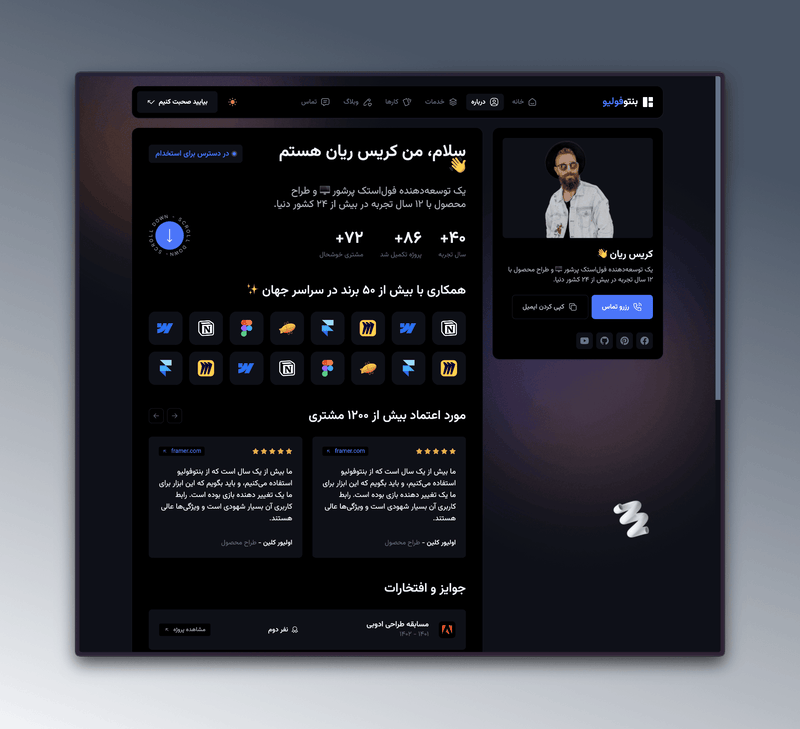 بنتوفولیو
خانه
درباره
خدمات
کارها
وبلاگ
تماس
بیایید صحبت کنیم
کریس ریان 👋
یک توسعه‌دهنده فول‌استک پرشور 💻 و طراح محصول با
۱۲ سال تجربه در بیش از ۲۴ کشور دنیا.
رزرو تماس
کپی کردن ایمیل
سلام، من کریس ریان هستم
👋
در دسترس برای استخدام
یک توسعه‌دهنده فول‌استک پرشور 💻 و طراح
محصول با ۱۲ سال تجربه در بیش از ۲۴ کشور دنیا.
SCROLL DOWN - SCROLL DOWN -
۴۰+
سال تجربه
۸۶+
پروژه تکمیل شد
۷۲+
مشتری خوشحال
همکاری با بیش از ۵۰ برند در سراسر جهان ✨
مورد اعتماد بیش از ۱۲۰۰ مشتری
framer.com
ما بیش از یک سال است که از بنتوفولیو
استفاده می‌کنیم، و باید بگویم که این ابزار برای
ما یک تغییر دهنده بازی بوده است. رابط
کاربری آن بسیار شهودی است و ویژگی‌ها عالی
هستند.
اولیور کلین - طراح محصول
framer.com
ما بیش از یک سال است که از بنتوفولیو
استفاده می‌کنیم، و باید بگویم که این ابزار برای
ما یک تغییر دهنده بازی بوده است. رابط
کاربری آن بسیار شهودی است و ویژگی‌ها عالی
هستند.
اولیور کلین - طراح محصول
جوایز و افتخارات
مسابقه طراحی ادوبی
۱۴۰۱ - ۱۴۰۲
نفر دوم
مشاهده پروژه